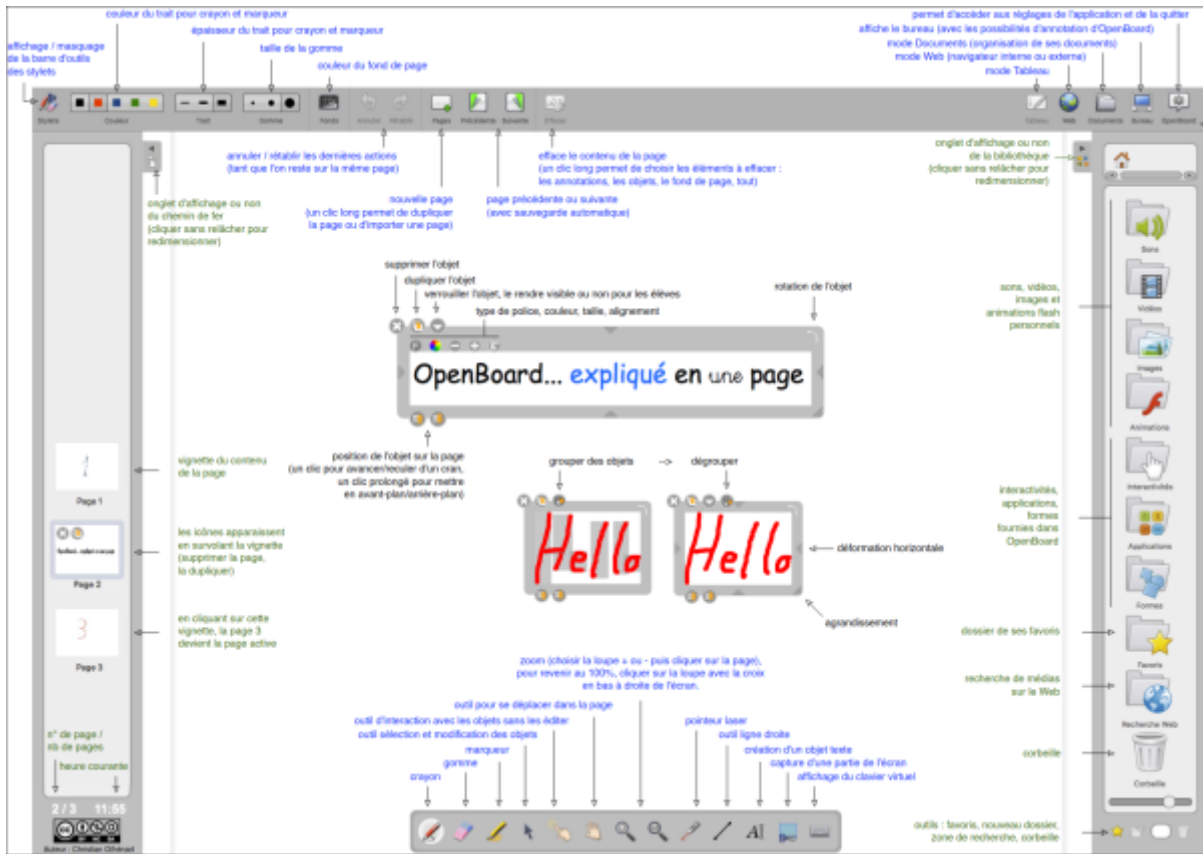 couleur du trait pour crayon et marqueur
épaisseur du trait pour crayon et marqueur
taille de la gomme
couleur du fond de page
affichage / masquage
de la barre d'outils
des stylets
permet d'accéder aux réglages de l'application et de la quitter
affiche le bureau (avec les possibilités d'annotation d'OpenBoard)
mode Documents (organisation de ses documents)
mode Web (navigateur interne ou externe)
mode Tableau
Stylets
Couleur
Trait
Gomme
Fonds
Annuler
Rétablir
Pages
Précédente
Suivante
Effacer
Tableau
Web
Documents
Bureau
OpenBoard
annuler / rétablir les dernières actions
(tant que l'on reste sur la même page)
efface le contenu de la page
(un clic long permet de choisir les éléments à effacer :
les annotations, les objets, le fond de page, tout)
nouvelle page
(un clic long permet de dupliquer
la page ou d'importer une page)
page précédente ou suivante
(avec sauvegarde automatique)
onglet d'affichage ou non
du chemin de fer
(cliquer sans relâcher pour
redimensionner)
onglet d'affichage ou non
de la bibliothèque
(cliquer sans relâcher pour
redimensionner)
supprimer l'objet
dupliquer l'objet
verrouiller l'objet, le rendre visible ou non pour les élèves
type de police, couleur, taille, alignement
rotation de l'objet
OpenBoard... expliqué en une page
position de l'objet sur la page
(un clic pour avancer/reculer d'un cran,
un clic prolongé pour mettre
en avant-plan/arrière-plan)
grouper des objets --> dégrouper
Hello
Hello
déformation horizontale
agrandissement
1
Page 1
Page 2
3
Page 3
vignette du contenu
de la page
les icônes apparaissent
en survolant la vignette
(supprimer la page,
la dupliquer)
en cliquant sur cette
vignette, la page 3
devient la page active
n° de page /
nb de pages
heure courante
2 / 3 11:55
Auteur : Christian Othérant
zoom (choisir la loupe + ou - puis cliquer sur la page),
pour revenir au 100%, cliquer sur la loupe avec la croix
en bas à droite de l'écran.
outil pour se déplacer dans la page
outil d'interaction avec les objets sans les éditer
outil sélection et modification des objets
marqueur
gomme
crayon
pointeur laser
outil ligne droite
création d'un objet texte
capture d'une partie de l'écran
affichage du clavier virtuel
AI
sons, vidéos,
images et
animations flash
personnels
interactivités,
applications,
formes
fournies dans
OpenBoard
dossier de ses favoris
recherche de médias
sur le Web
corbeille
outils : favoris, nouveau dossier,
zone de recherche, corbeille
Sons
Vidéos
Images
Animations
Interactivités
Applications
Formes
Favoris
Recherche Web
Corbeille